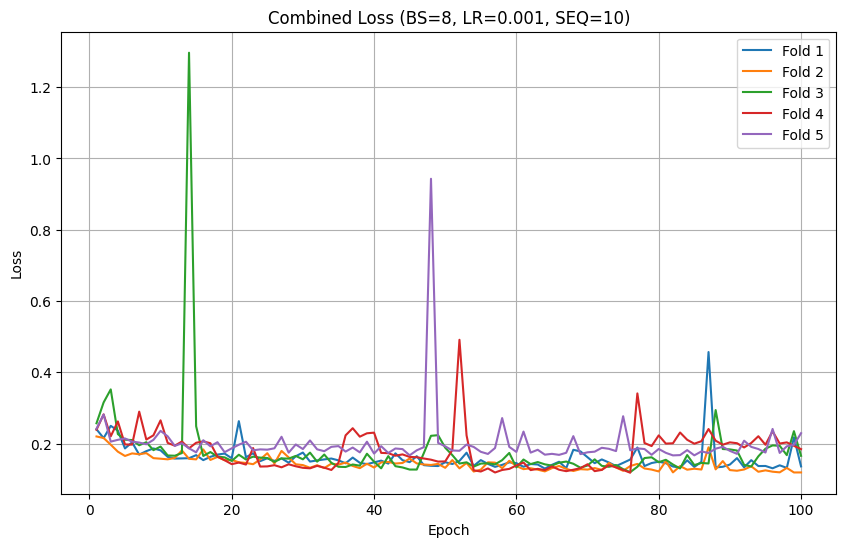 Combined Loss (BS=8, LR=0.001, SEQ=10)
Fold 1
Fold 2
Fold 3
Fold 4
Fold 5
Loss
1.2
1.0
0.8
0.6
0.4
0.2
0 20 40 60 80 100
Epoch